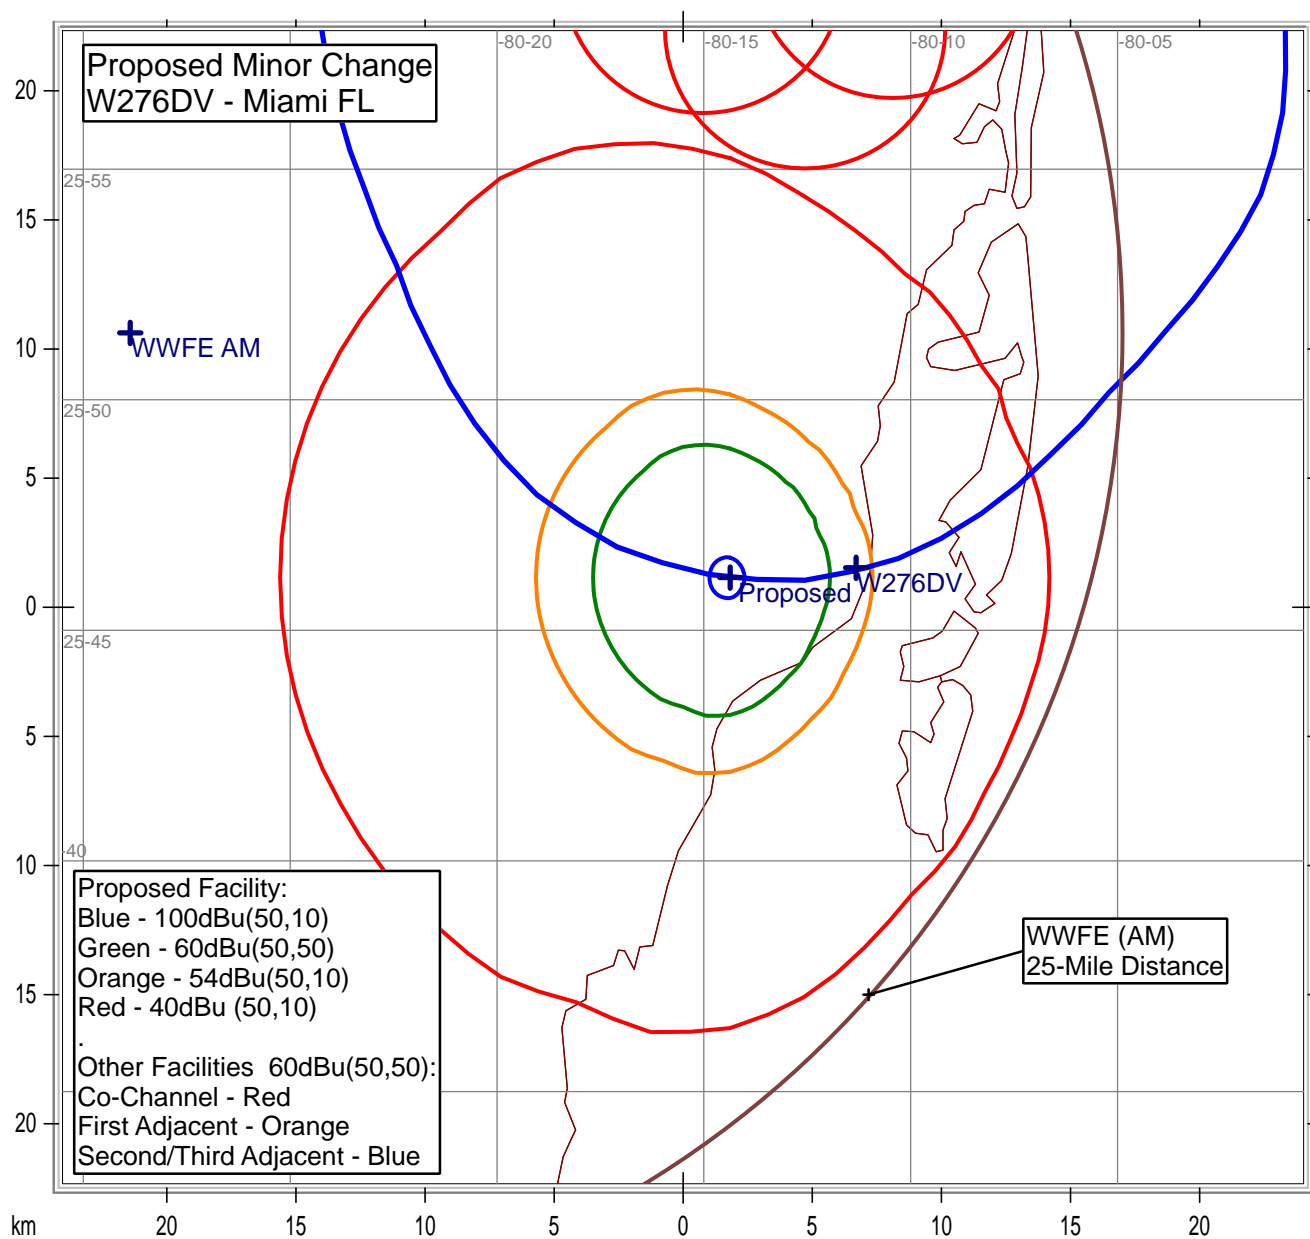 -80-20
-80-15
-80-10
-80-05
Proposed Minor Change
W276DV - Miami FL
20
25-55
15
WWFE AM
10
25-50
5
W276DV
Proposed
0
25-45
5
-40
10
Proposed Facility:
Blue - 100dBu(50,10)
Green - 60dBu(50,50)
Orange - 54dBu(50,10)
Red - 40dBu (50,10)
.
Other Facilities  60dBu(50,50):
Co-Channel - Red
First Adjacent - Orange
Second/Third Adjacent - Blue
WWFE (AM)
25-Mile Distance
15
20
km
20
15
10
5
0
5
10
15
20